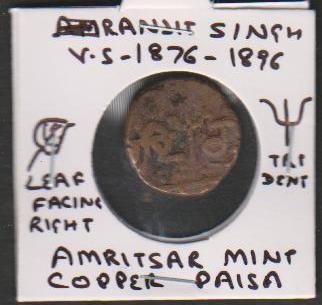 RANJIT SINGH
V.S-1876-1896
LEAF
FACING
RIGHT
TRI
DENT
AMRITSAR MINT
COPPER PAISA